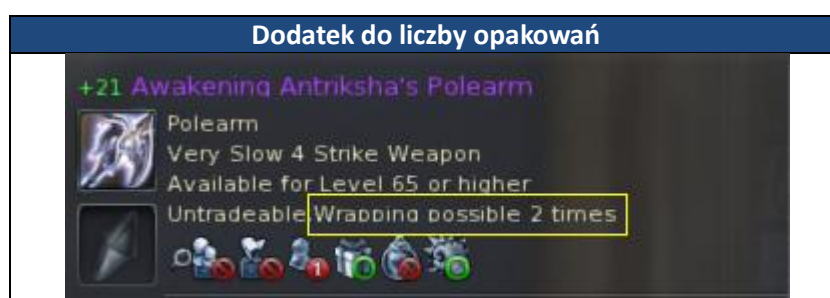 Dodatek do liczby opakowań
+21 Awakening Antriksha's Polearm
Polearm
Very Slow 4 Strike Weapon
Available for Level 65 or higher
Untradeable,Wrapping possible 2 times
1